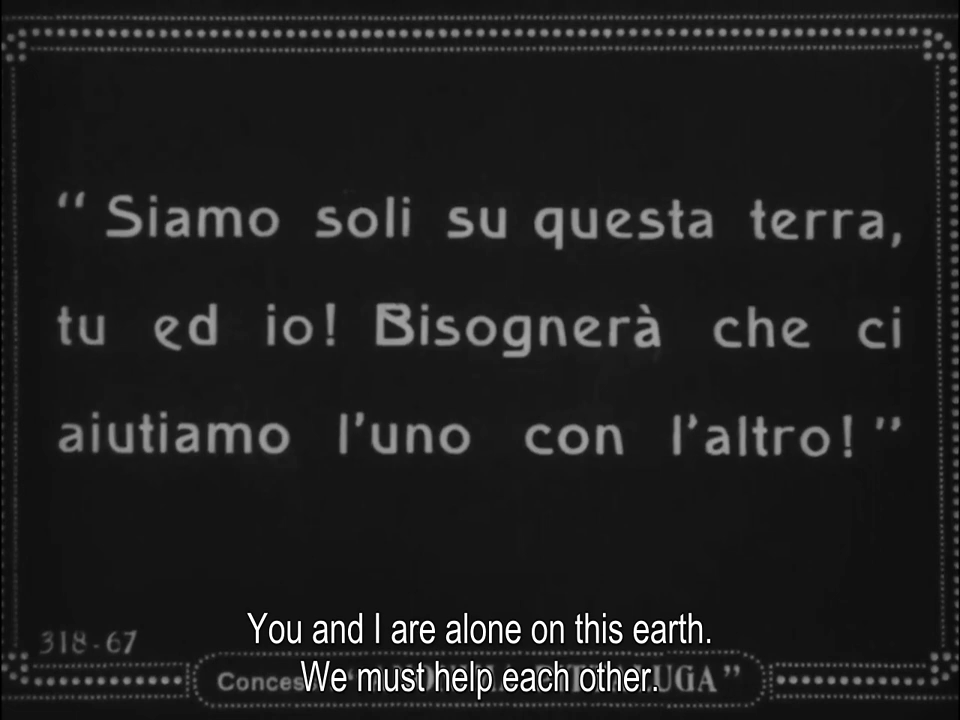 “ Siamo soli su questa terra,
tu ed io! Bisognerà che ci
aiutiamo l'uno con l'altro! ”
318-67
You and I are alone on this earth.
We must help each other.